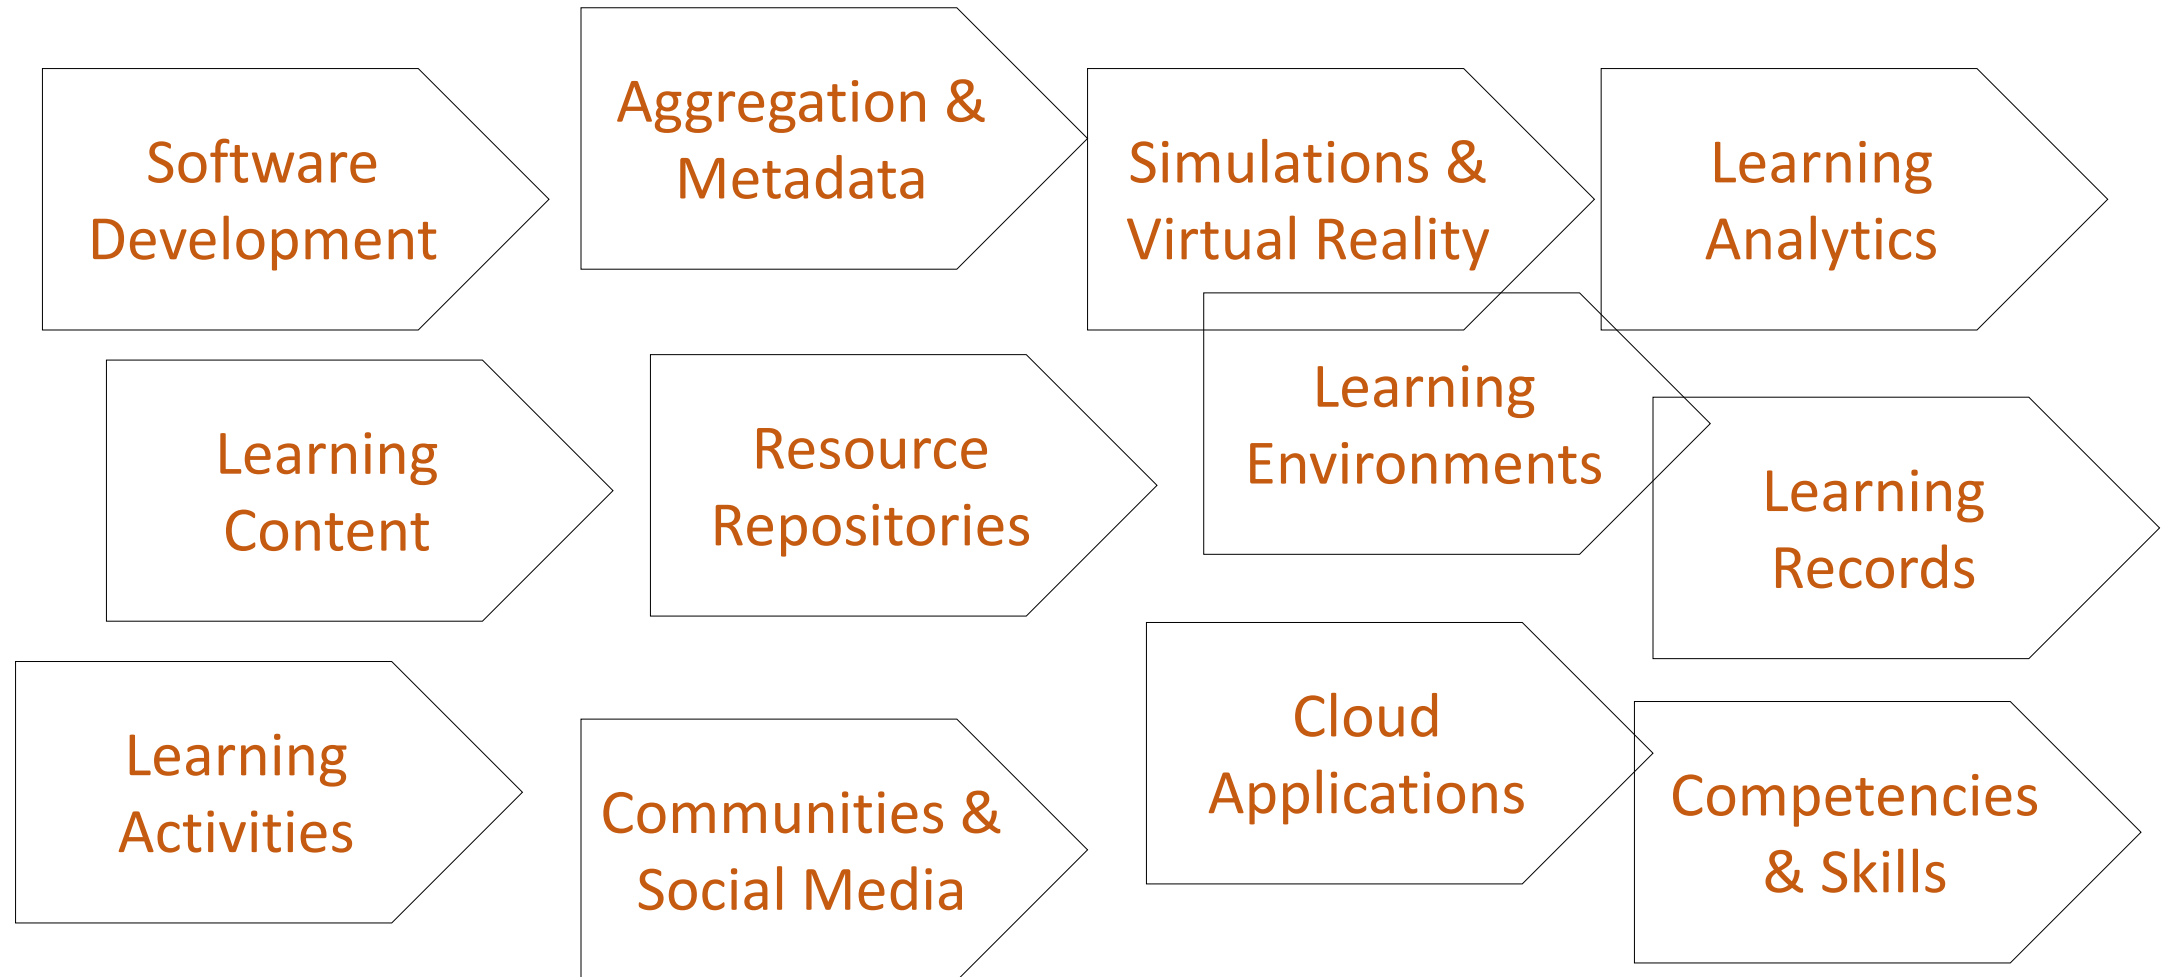 Software
Development
Aggregation &
Metadata
Simulations &
Virtual Reality
Learning
Analytics
Learning
Content
Resource
Repositories
Learning
Environments
Learning
Records
Learning
Activities
Communities &
Social Media
Cloud
Applications
Competencies
& Skills